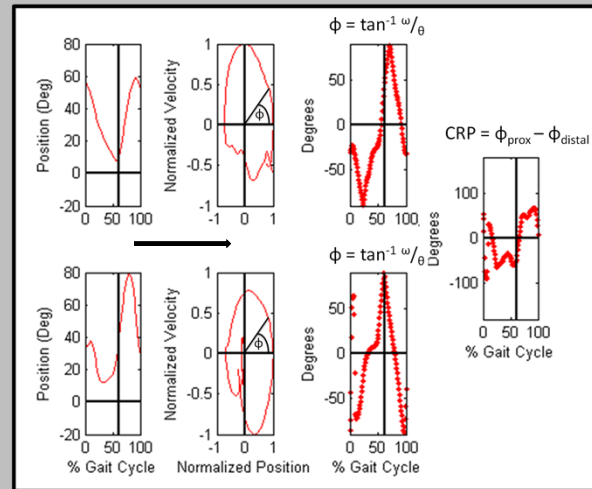 ϕ = tan⁻¹ ω/θ
Position (Deg)
80
60
40
20
0
-20
0 50 100
Normalized Velocity
1
0.5
0
-0.5
-1
-1 0 1
ϕ
Degrees
50
0
-50
0 50 100
CRP = ϕprox − ϕdistal
Degrees
100
0
-100
0 50 100
% Gait Cycle
ϕ = tan⁻¹ ω/θ
Position (Deg)
80
60
40
20
0
-20
0 50 100
% Gait Cycle
Normalized Velocity
1
0.5
0
-0.5
-1
-1 0 1
Normalized Position
ϕ
Degrees
50
0
-50
0 50 100
% Gait Cycle